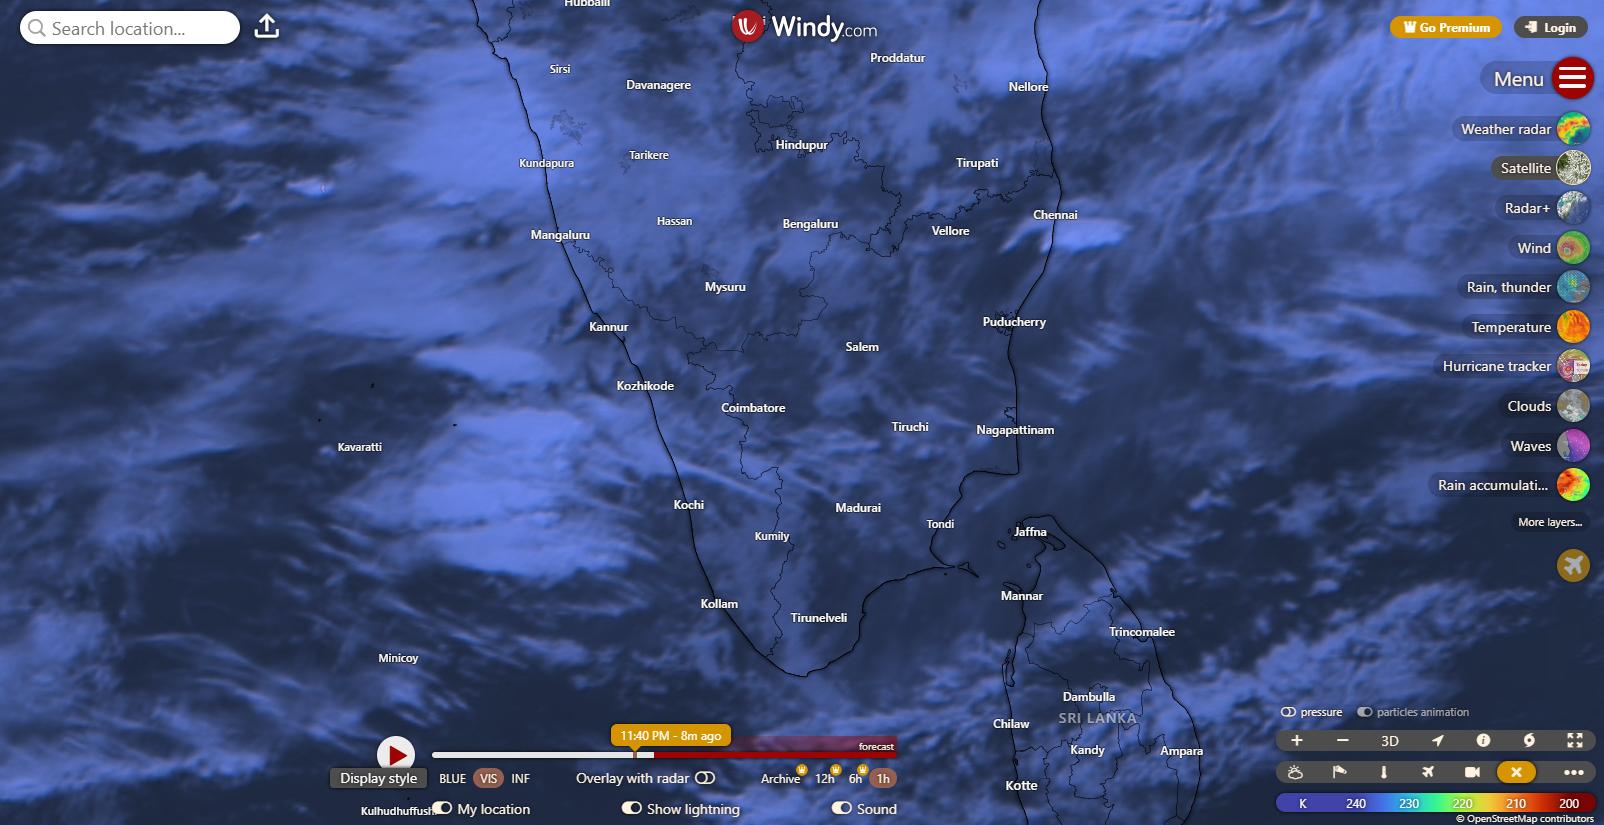 Search location...
Windy.com
Go Premium
Login
Menu
Weather radar
Satellite
Radar+
Wind
Rain, thunder
Temperature
Hurricane tracker
Clouds
Waves
Rain accumulati...
More layers...
Hubballi
Sirsi
Davanagere
Proddatur
Nellore
Kundapura
Tarikere
Hindupur
Tirupati
Mangaluru
Hassan
Bengaluru
Vellore
Chennai
Mysuru
Kannur
Puducherry
Salem
Kozhikode
Coimbatore
Tiruchi
Nagapattinam
Kavaratti
Kochi
Madurai
Kumily
Tondi
Jaffna
Kollam
Tirunelveli
Mannar
Trincomalee
Minicoy
Dambulla
SRI LANKA
Chilaw
Kandy
Ampara
Kotte
Kulhudhuffush
11:40 PM - 8m ago
forecast
Display style
BLUE VIS INF
Overlay with radar
Archive 12h 6h 1h
My location
Show lightning
Sound
pressure
particles animation
3D
K 240 230 220 210 200
© OpenStreetMap contributors